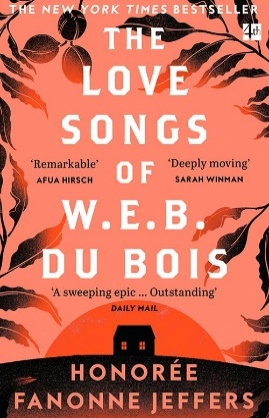 THE NEW YORK TIMES BESTSELLER
4th
THE
LOVE
SONGS
OF
‘Remarkable’
AFUA HIRSCH
‘Deeply moving’
SARAH WINMAN
W.E.B.
DU BOIS
‘A sweeping epic ... Outstanding’
DAILY MAIL
HONORÉE
FANONNE JEFFERS